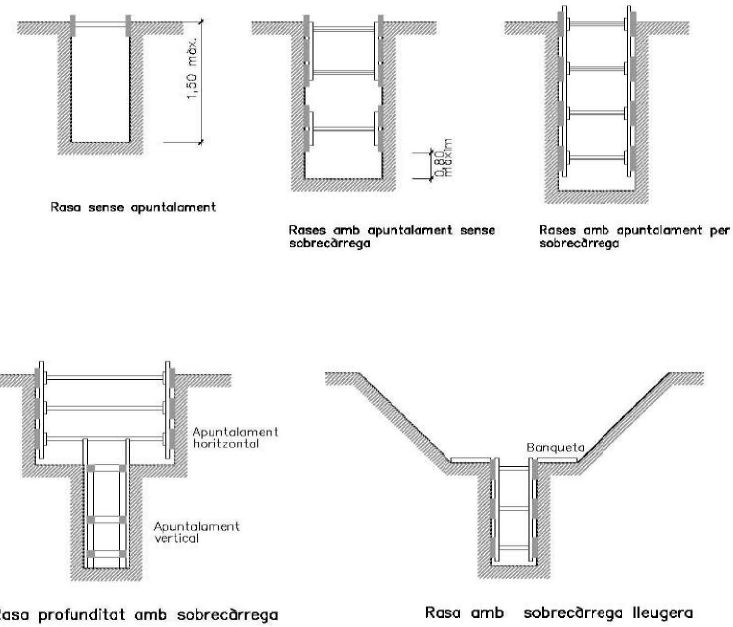 1,50 màx.
Rasa sense apuntalament
0,80
màxim
Rases amb apuntalament sense
sobrecàrrega
Rases amb apuntalament per
sobrecàrrega
Apuntalament
horitzontal
Apuntalament
vertical
Rasa profunditat amb sobrecàrrega
Banqueta
Rasa amb sobrecàrrega lleugera